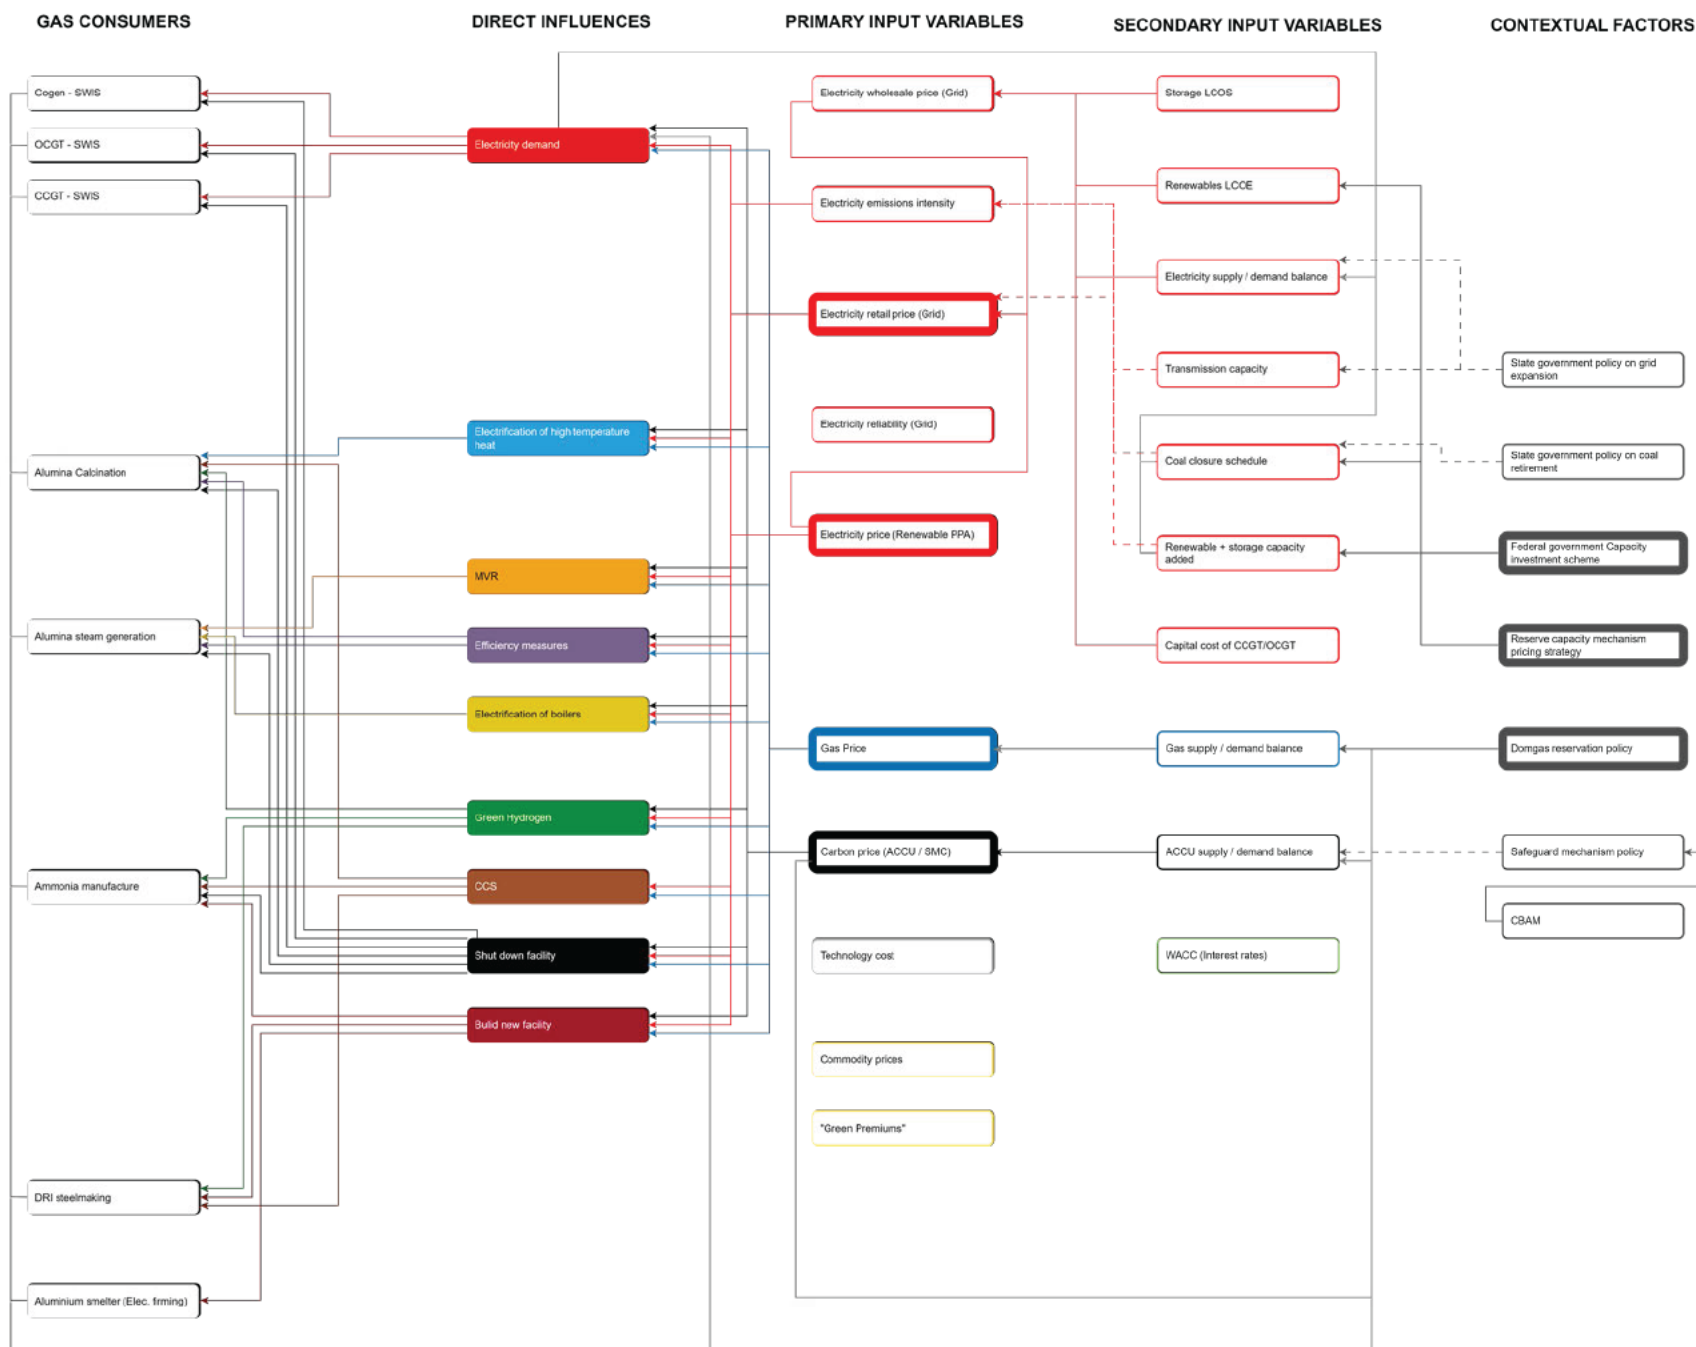 GAS CONSUMERS
DIRECT INFLUENCES
PRIMARY INPUT VARIABLES
SECONDARY INPUT VARIABLES
CONTEXTUAL FACTORS
Cogen - SWIS
OCGT - SWIS
CCGT - SWIS
Alumina Calcination
Alumina steam generation
Ammonia manufacture
DRI steelmaking
Aluminium smelter (Elec. firming)
Electricity demand
Electrification of high-temperature
heat
MVR
Efficiency measures
Electrification of boilers
Green Hydrogen
CCS
Shut down facility
Build new facility
Electricity wholesale price (Grid)
Electricity emissions intensity
Electricity retail price (Grid)
Electricity reliability (Grid)
Electricity price (Renewable PPA)
Gas Price
Carbon price (ACCU / SMC)
Technology cost
Commodity prices
"Green Premiums"
Storage LCOS
Renewables LCOE
Electricity supply / demand balance
Transmission capacity
Coal closure schedule
Renewable + storage capacity
added
Capital cost of CCGT/OCGT
Gas supply / demand balance
ACCU supply / demand balance
WACC (Interest rates)
State government policy on grid
expansion
State government policy on coal
retirement
Federal government Capacity
investment scheme
Reserve capacity mechanism
pricing strategy
Domgas reservation policy
Safeguard mechanism policy
CBAM